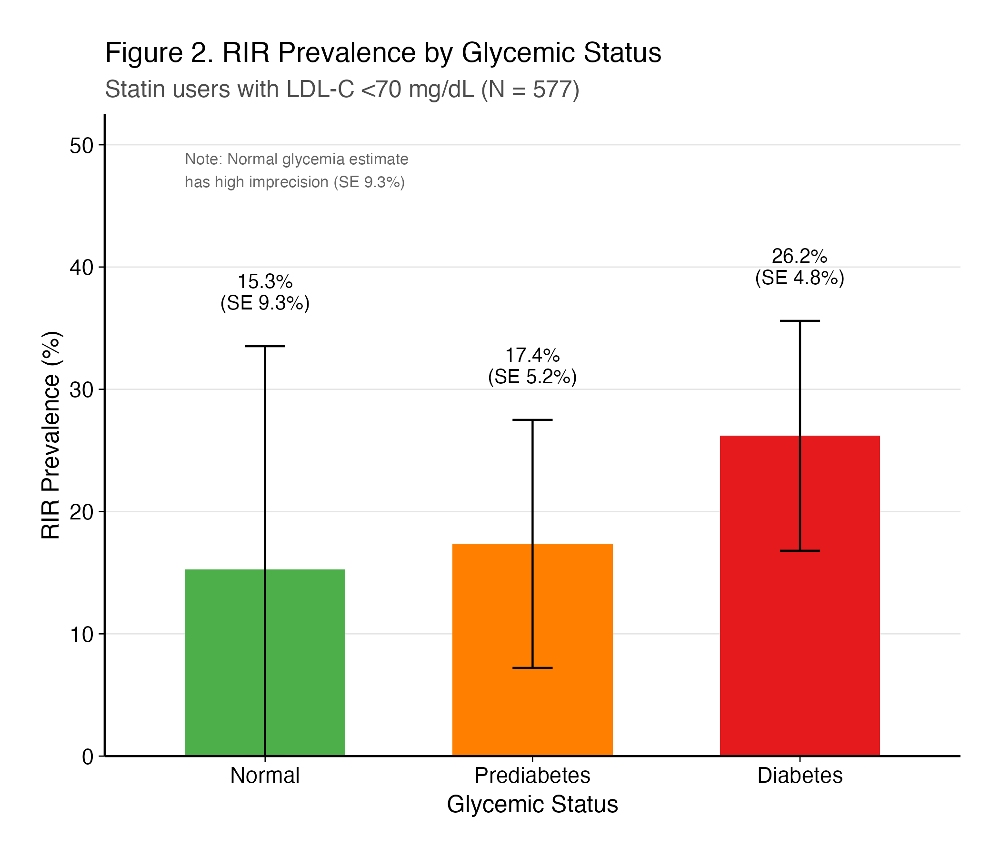 Figure 2. RIR Prevalence by Glycemic Status
Statin users with LDL-C <70 mg/dL (N = 577)
50
Note: Normal glycemia estimate
has high imprecision (SE 9.3%)
26.2%
(SE 4.8%)
40
15.3%
(SE 9.3%)
17.4%
(SE 5.2%)
30
RIR Prevalence (%)
20
10
0
Normal
Prediabetes
Diabetes
Glycemic Status